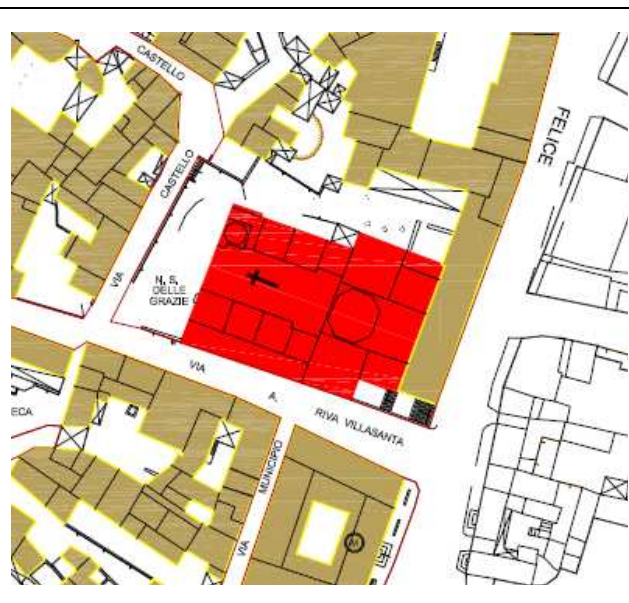 CASTELLO
FELICE
CASTELLO
VIA
N. S.
DELLE
GRAZIE
VIA
A.
RIVA VILLASANTA
ECA
MUNICIPIO
VIA
M